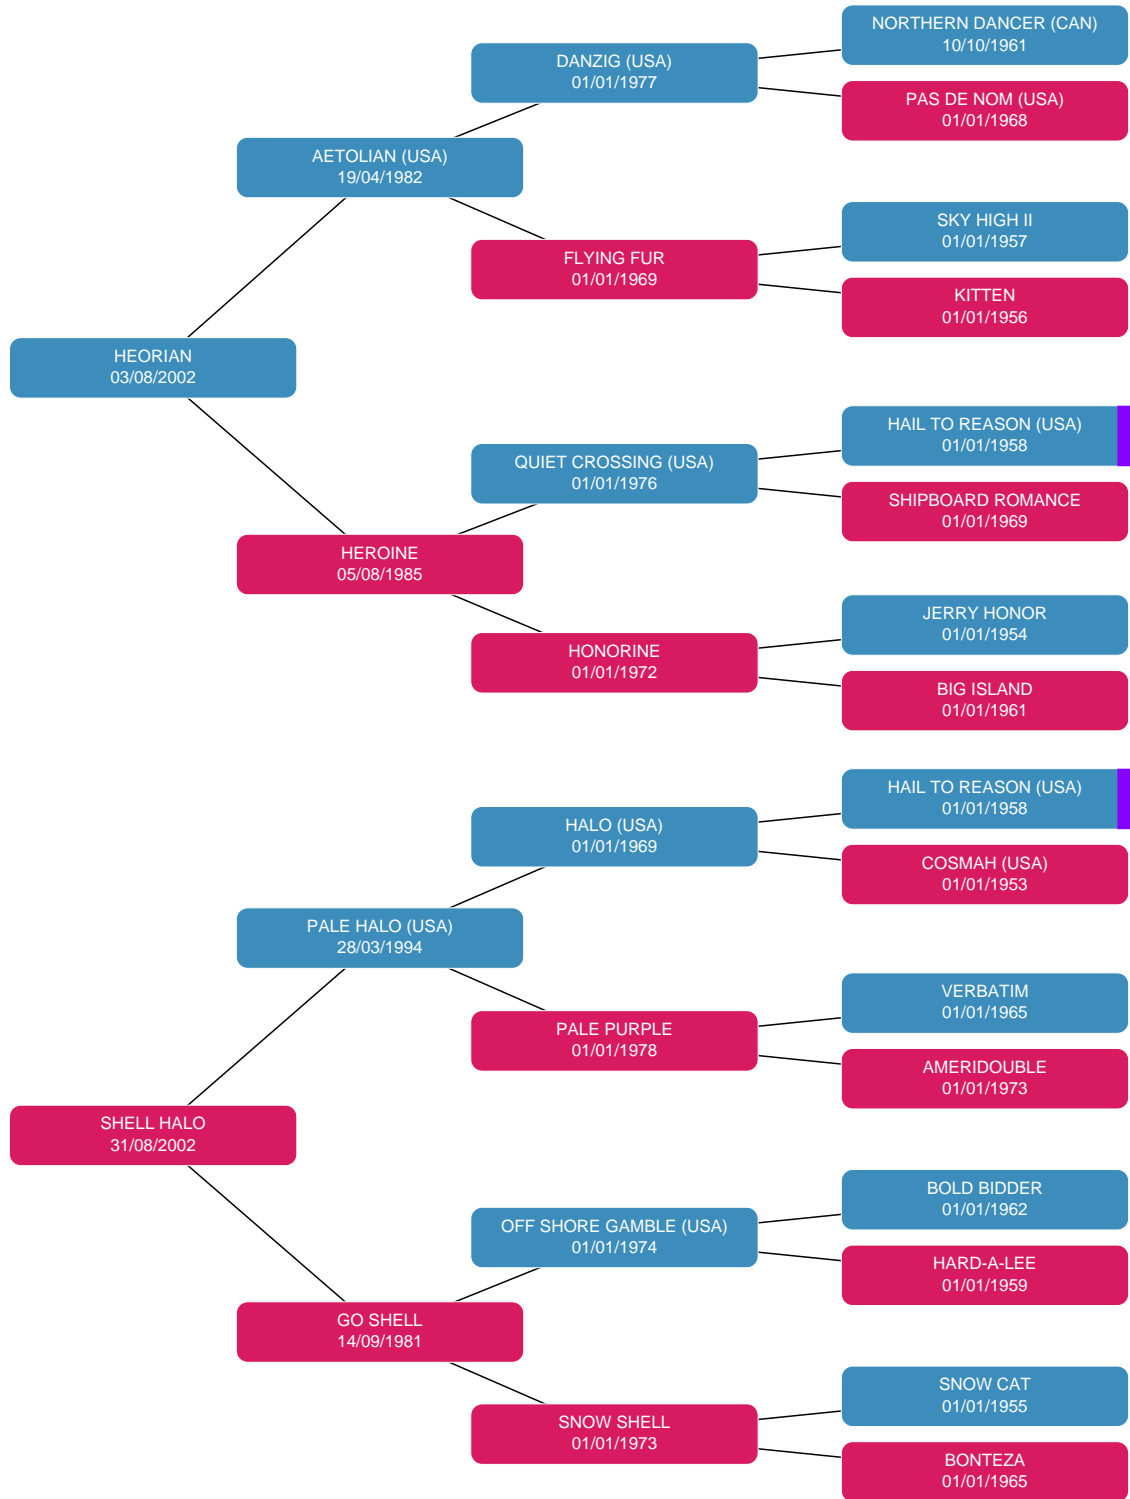 NORTHERN DANCER (CAN)
10/10/1961
DANZIG (USA)
01/01/1977
PAS DE NOM (USA)
01/01/1968
AETOLIAN (USA)
19/04/1982
SKY HIGH II
01/01/1957
FLYING FUR
01/01/1969
KITTEN
01/01/1956
HEORIAN
03/08/2002
HAIL TO REASON (USA)
01/01/1958
QUIET CROSSING (USA)
01/01/1976
SHIPBOARD ROMANCE
01/01/1969
HEROINE
05/08/1985
JERRY HONOR
01/01/1954
HONORINE
01/01/1972
BIG ISLAND
01/01/1961
HAIL TO REASON (USA)
01/01/1958
HALO (USA)
01/01/1969
COSMAH (USA)
01/01/1953
PALE HALO (USA)
28/03/1994
VERBATIM
01/01/1965
PALE PURPLE
01/01/1978
AMERIDOUBLE
01/01/1973
SHELL HALO
31/08/2002
BOLD BIDDER
01/01/1962
OFF SHORE GAMBLE (USA)
01/01/1974
HARD-A-LEE
01/01/1959
GO SHELL
14/09/1981
SNOW CAT
01/01/1955
SNOW SHELL
01/01/1973
BONTEZA
01/01/1965